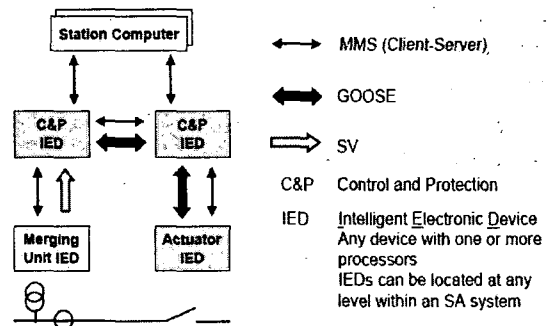 Station Computer
C&P
IED
C&P
IED
Merging
Unit IED
Actuator
IED
MMS (Client-Server)
GOOSE
SV
C&P Control and Protection
IED Intelligent Electronic Device
Any device with one or more
processors
IEDs can be located at any
level within an SA system